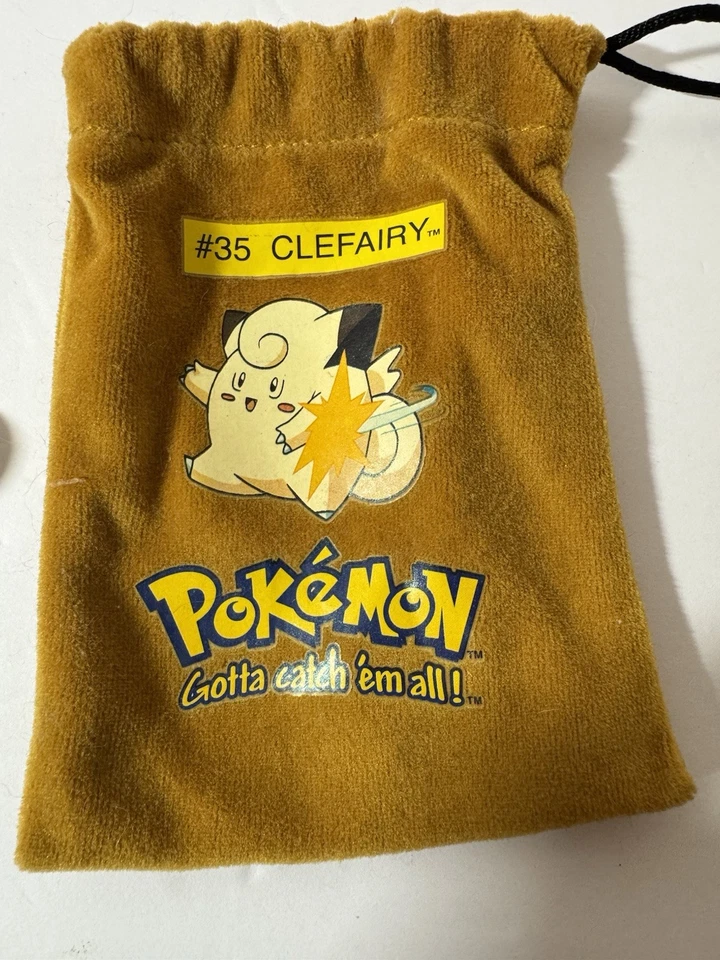 #35 CLEFAIRY™
POKéMON™
Gotta catch 'em all!™